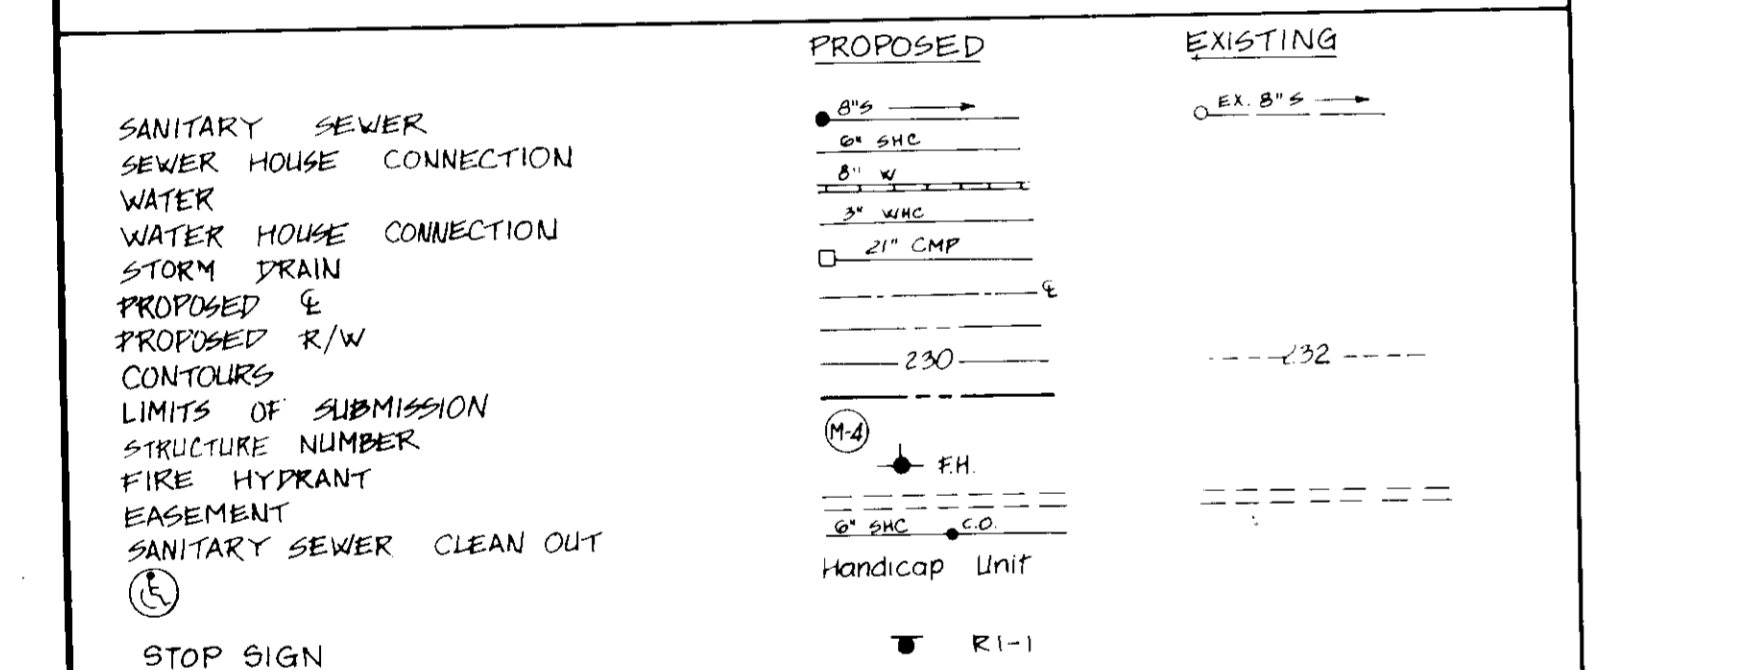 PROPOSED EXISTING
SANITARY SEWER 8"S EX. 8"S
SEWER HOUSE CONNECTION 6" SHC
WATER 8" W
WATER HOUSE CONNECTION 3" WHC
STORM DRAIN 21" CMP
PROPOSED ℄ ℄
PROPOSED R/W
CONTOURS 230 232
LIMITS OF SUBMISSION
STRUCTURE NUMBER M-4
FIRE HYDRANT F.H.
EASEMENT
SANITARY SEWER CLEAN OUT 6" SHC C.O.
Handicap Unit
STOP SIGN R1-1